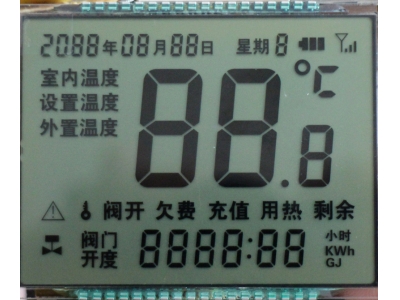 2088年08月88日 星期8
室内温度
设置温度
外置温度
88.8℃
阀开 欠费 充值 用热 剩余
阀门开度
8888:88
小时
KWh
GJ